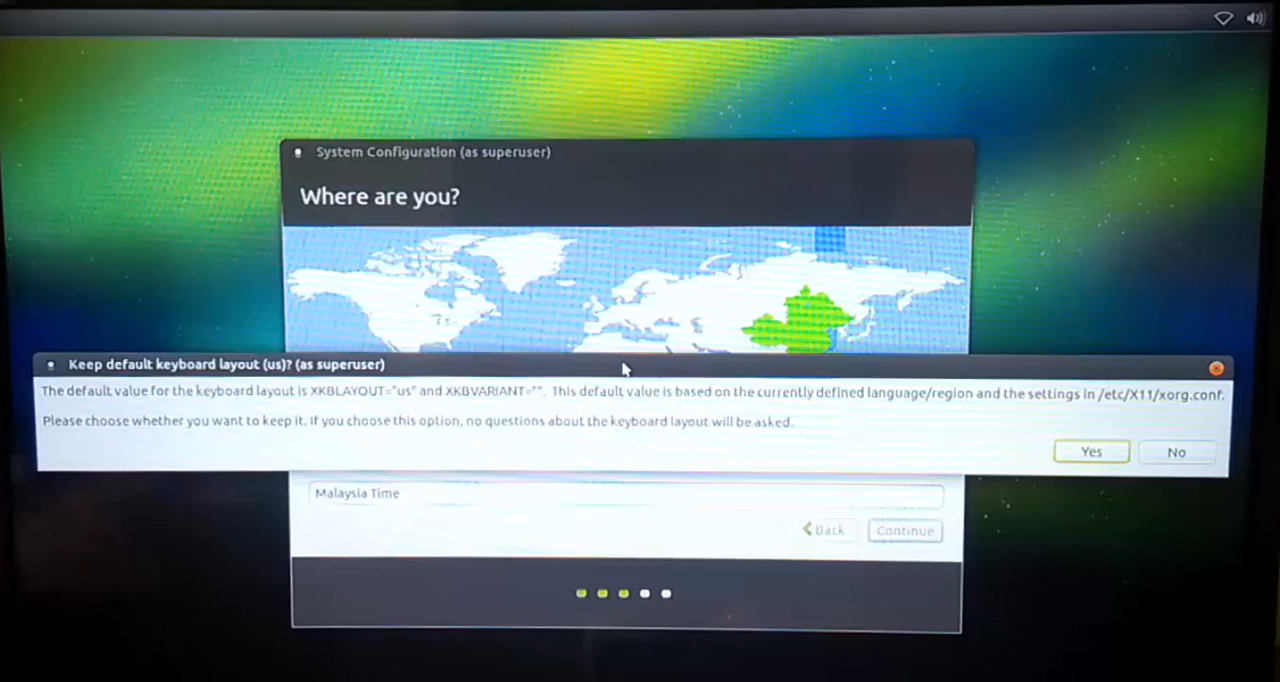 System Configuration (as superuser)
Where are you?
Keep default keyboard layout (us)? (as superuser)
The default value for the keyboard layout is XKBLAYOUT="us" and XKBVARIANT="". This default value is based on the currently defined language/region and the settings in /etc/X11/xorg.conf.
Please choose whether you want to keep it. If you choose this option, no questions about the keyboard layout will be asked.
Yes No
Malaysia Time
Back Continue